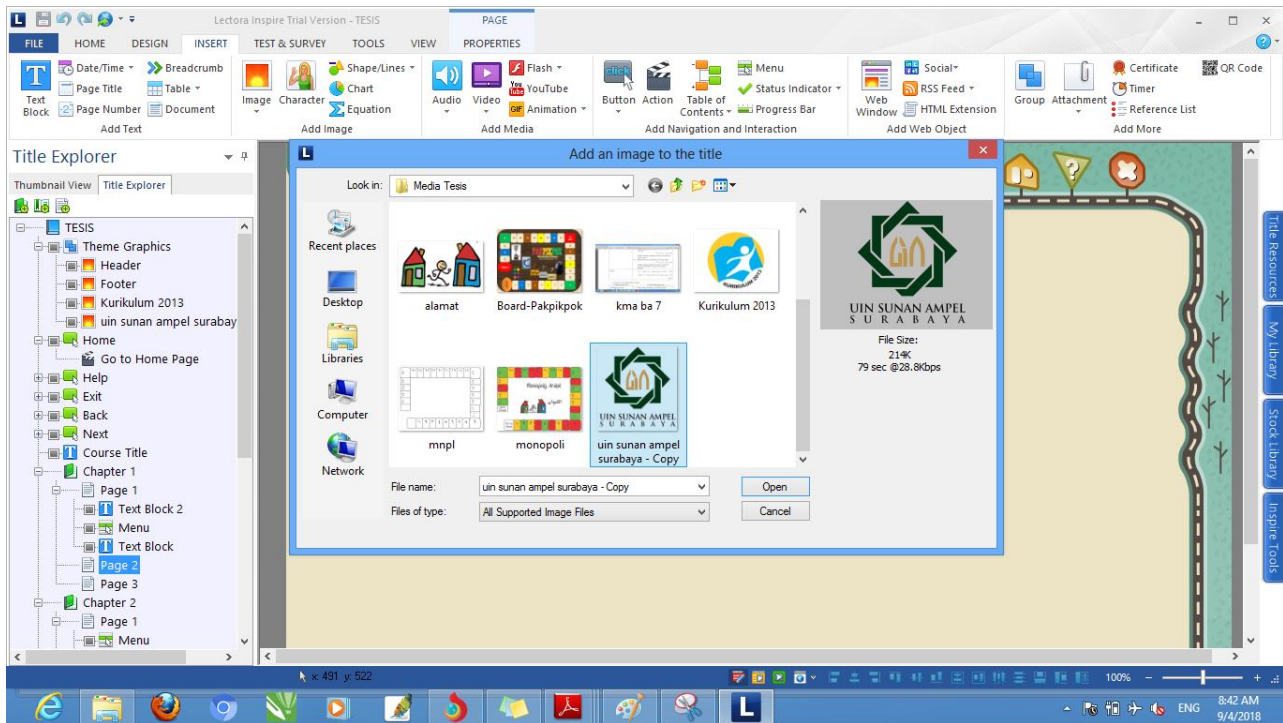 Lectora Inspire Trial Version - TESIS
PAGE
FILE HOME DESIGN INSERT TEST & SURVEY TOOLS VIEW PROPERTIES
Text Block
Date/Time
Breadcrumb
Page Title
Table
Page Number
Document
Add Text
Image
Character
Shape/Lines
Chart
Equation
Add Image
Audio
Video
Flash
YouTube
Animation
Add Media
Button
Action
Table of Contents
Menu
Status Indicator
Progress Bar
Add Navigation and Interaction
Web Window
Social
RSS Feed
HTML Extension
Add Web Object
Group
Attachment
Certificate
Timer
Reference List
QR Code
Add More
Title Explorer
Thumbnail View
Title Explorer
TESIS
Theme Graphics
Header
Footer
Kurikulum 2013
uin sunan ampel surabay
Home
Go to Home Page
Help
Exit
Back
Next
Course Title
Chapter 1
Page 1
Text Block 2
Menu
Text Block
Page 2
Page 3
Chapter 2
Page 1
Menu
Add an image to the title
Look in: Media Tesis
Recent places
Desktop
Libraries
Computer
Network
alamat
Board-Pakpikpok
kma ba 7
Kurikulum 2013
mnpl
monopoli
UIN SUNAN AMPEL
SURABAYA
uin sunan ampel
surabaya - Copy
UIN SUNAN AMPEL
SURABAYA
File Size:
214K
79 sec @28.8Kbps
File name: uin sunan ampel surabaya - Copy
Open
Files of type: All Supported Image Files
Cancel
Title Resources
My Library
Stock Library
Inspire Tools
x: 491 y: 522
100%
ENG
8:42 AM
9/4/2018